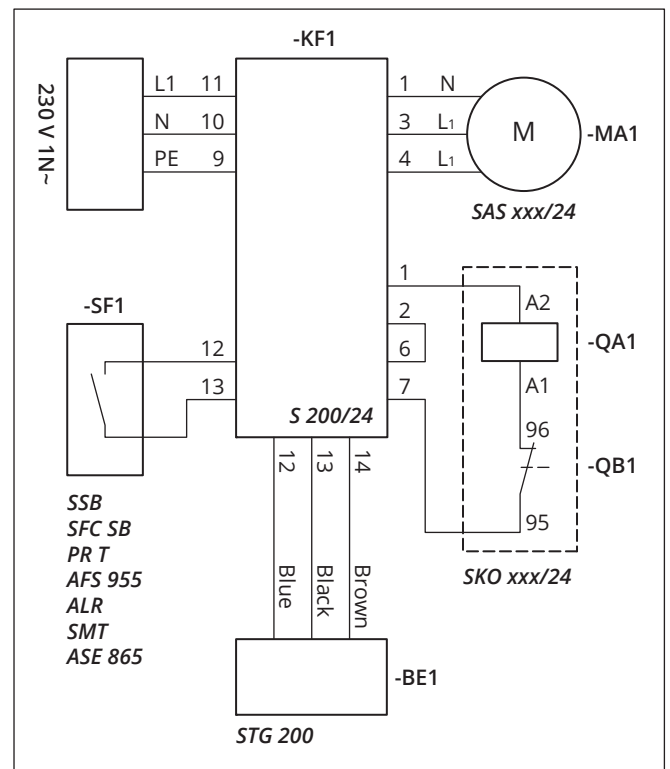 -KF1
230 V 1N~
L1 11
N 10
PE 9
1 N
3 L1
4 L1
M
-MA1
SAS xxx/24
-SF1
12
13
1
2
6
7
S 200/24
A2
-QA1
A1
96
-QB1
95
SKO xxx/24
12
13
14
Blue
Black
Brown
SSB
SFC SB
PR T
AFS 955
ALR
SMT
ASE 865
-BE1
STG 200